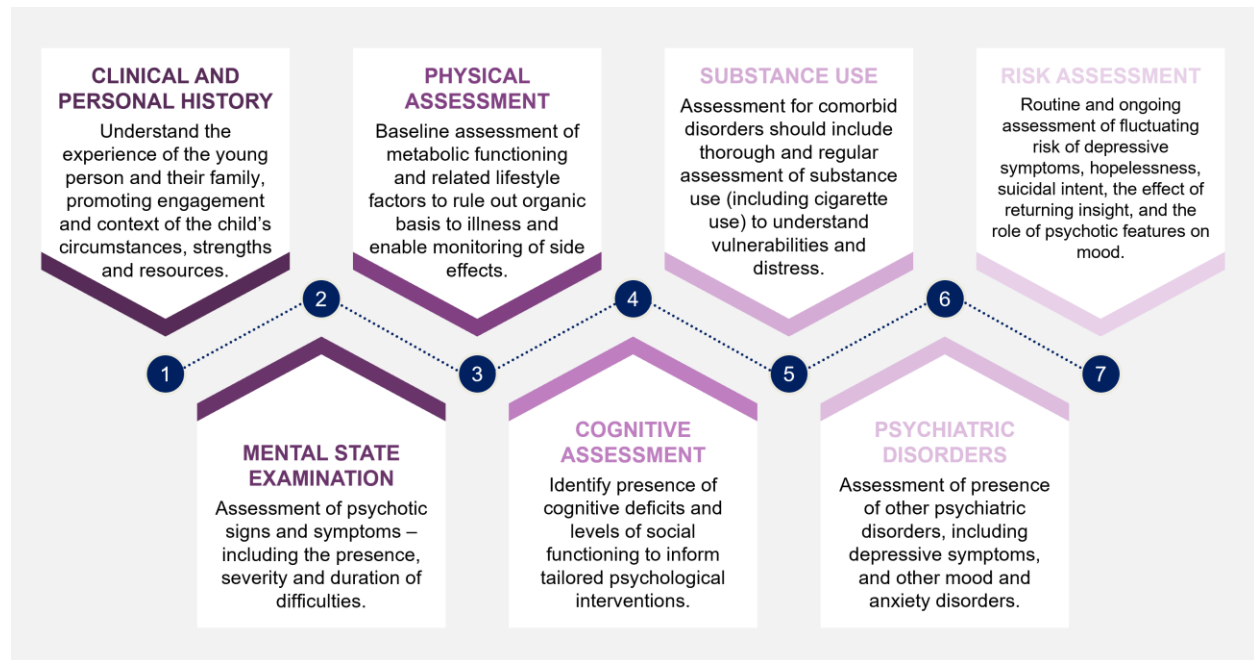 CLINICAL AND
PERSONAL HISTORY
Understand the
experience of the young
person and their family,
promoting engagement
and context of the child's
circumstances, strengths
and resources.
1
MENTAL STATE
EXAMINATION
Assessment of psychotic
signs and symptoms –
including the presence,
severity and duration of
difficulties.
2
PHYSICAL
ASSESSMENT
Baseline assessment of
metabolic functioning
and related lifestyle
factors to rule out organic
basis to illness and
enable monitoring of side
effects.
3
COGNITIVE
ASSESSMENT
Identify presence of
cognitive deficits and
levels of social
functioning to inform
tailored psychological
interventions.
4
SUBSTANCE USE
Assessment for comorbid
disorders should include
thorough and regular
assessment of substance
use (including cigarette
use) to understand
vulnerabilities and
distress.
5
PSYCHIATRIC
DISORDERS
Assessment of presence
of other psychiatric
disorders, including
depressive symptoms,
and other mood and
anxiety disorders.
6
RISK ASSESSMENT
Routine and ongoing
assessment of fluctuating
risk of depressive
symptoms, hopelessness,
suicidal intent, the effect of
returning insight, and the
role of psychotic features on
mood.
7